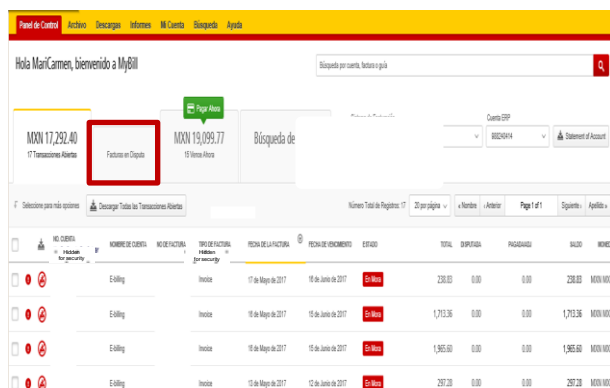 Panel de Control Archivo Descargas Informes Mi Cuenta Búsqueda Ayuda
Hola MariCarmen, bienvenido a MyBill
Búsqueda por cuenta, factura o guía
Pagar Ahora
Cuenta ERP
MXN 17,292.40
17 Transacciones Abiertas
Facturas en Disputa
MXN 19,099.77
15 Vence Ahora
Búsqueda de
Statement of Account
Seleccione para más opciones
Descargar Todas las Transacciones Abiertas
Número Total de Registros: 17
20 por página
« Nombre
‹ Anterior
Page 1 of 1
Siguiente ›
Apellido »
NO. CUENTA
Hidden for security
NOMBRE DE CUENTA NO DE FACTURA TIPO DE FACTURA
Hidden for security
FECHA DE LA FACTURA FECHA DE VENCIMIENTO ESTADO TOTAL DISPUTADA SALDO
E-billing Invoice 17 de Mayo de 2017 16 de Junio de 2017 En Mora 238.83 0.00 0.00 238.83
E-billing Invoice 16 de Mayo de 2017 15 de Junio de 2017 En Mora 1,713.36 0.00 0.00 1,713.36
E-billing Invoice 16 de Mayo de 2017 15 de Junio de 2017 En Mora 1,965.60 0.00 0.00 1,965.60
E-billing Invoice 13 de Mayo de 2017 12 de Junio de 2017 En Mora 297.28 0.00 0.00 297.28